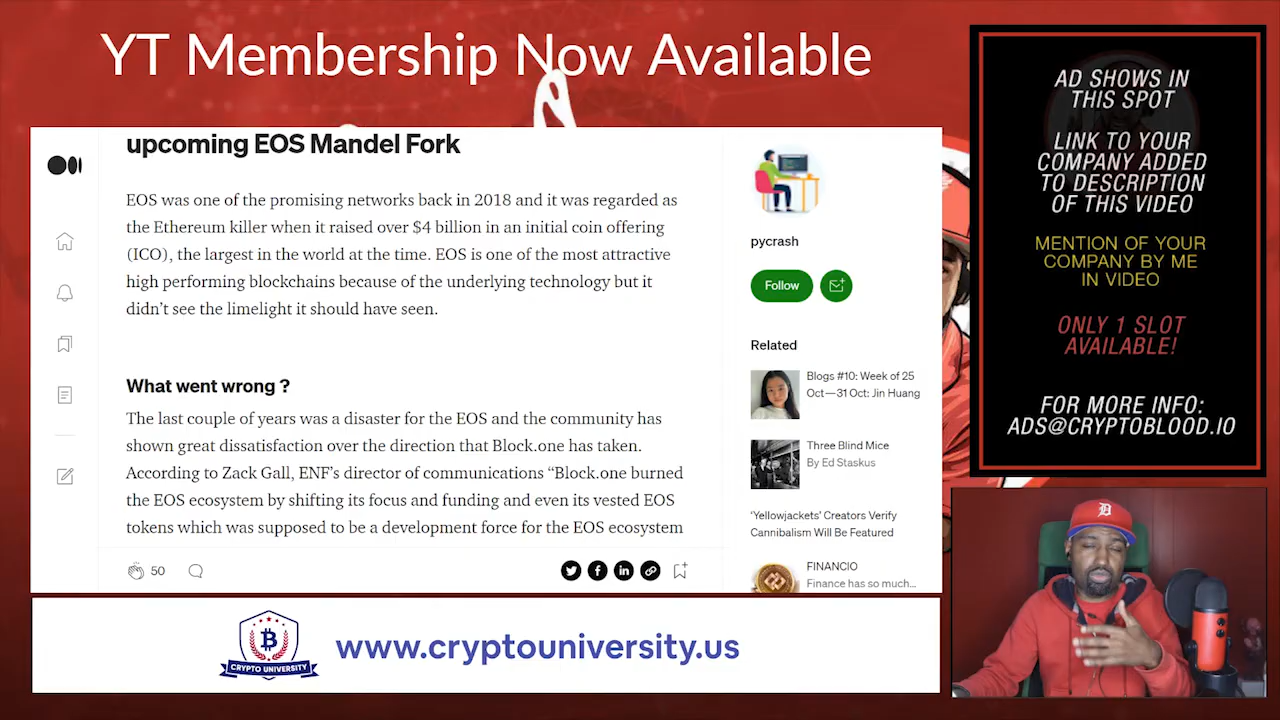 YT Membership Now Available
upcoming EOS Mandel Fork
EOS was one of the promising networks back in 2018 and it was regarded as
the Ethereum killer when it raised over $4 billion in an initial coin offering
(ICO), the largest in the world at the time. EOS is one of the most attractive
high performing blockchains because of the underlying technology but it
didn't see the limelight it should have seen.
What went wrong ?
The last couple of years was a disaster for the EOS and the community has
shown great dissatisfaction over the direction that Block.one has taken.
According to Zack Gall, ENF's director of communications “Block.one burned
the EOS ecosystem by shifting its focus and funding and even its vested EOS
tokens which was supposed to be a development force for the EOS ecosystem
50
pycrash
Follow
Related
Blogs #10: Week of 25
Oct—31 Oct: Jin Huang
Three Blind Mice
By Ed Staskus
'Yellowjackets' Creators Verify
Cannibalism Will Be Featured
FINANCIO
Finance has so much...
AD SHOWS IN
THIS SPOT
LINK TO YOUR
COMPANY ADDED
TO DESCRIPTION
OF THIS VIDEO
MENTION OF YOUR
COMPANY BY ME
IN VIDEO
ONLY 1 SLOT
AVAILABLE!
FOR MORE INFO:
ADS@CRYPTOBLOOD.IO
CRYPTO UNIVERSITY
www.cryptouniversity.us